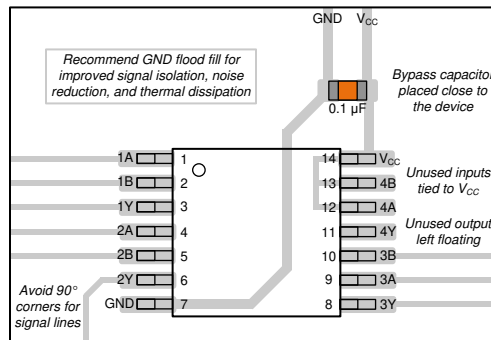 GND VCC
Recommend GND flood fill for
improved signal isolation, noise
reduction, and thermal dissipation
Bypass capacitor
placed close to
the device
0.1 µF
1A 1 14 VCC
1B 2 13 4B
1Y 3 12 4A
2A 4 11 4Y
2B 5 10 3B
2Y 6 9 3A
GND 7 8 3Y
Unused inputs
tied to VCC
Unused output
left floating
Avoid 90°
corners for
signal lines